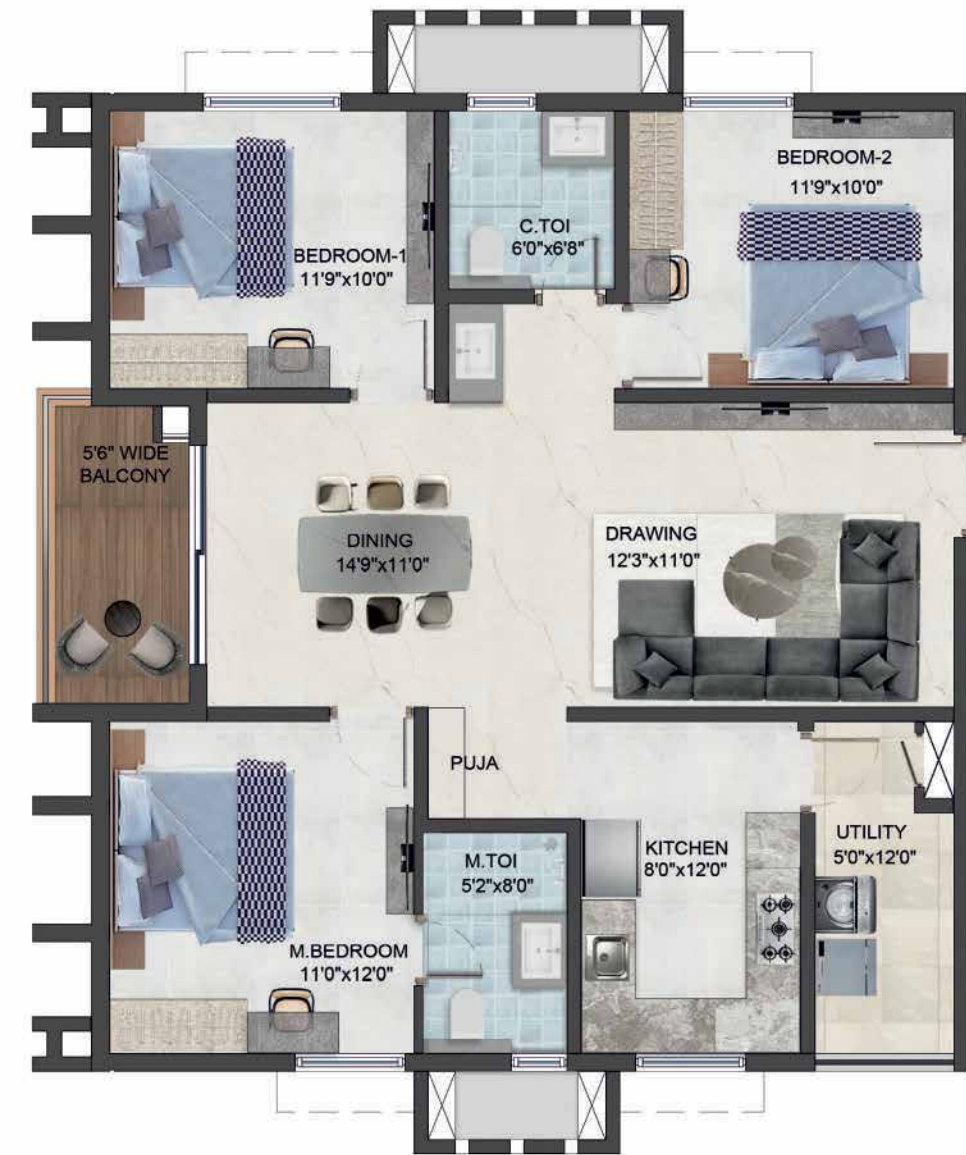 BEDROOM-2
11'9"x10'0"
C.TOI
6'0"x6'8"
BEDROOM-1
11'9"x10'0"
5'6" WIDE
BALCONY
DINING
14'9"x11'0"
DRAWING
12'3"x11'0"
PUJA
M.TOI
5'2"x8'0"
KITCHEN
8'0"x12'0"
UTILITY
5'0"x12'0"
M.BEDROOM
11'0"x12'0"